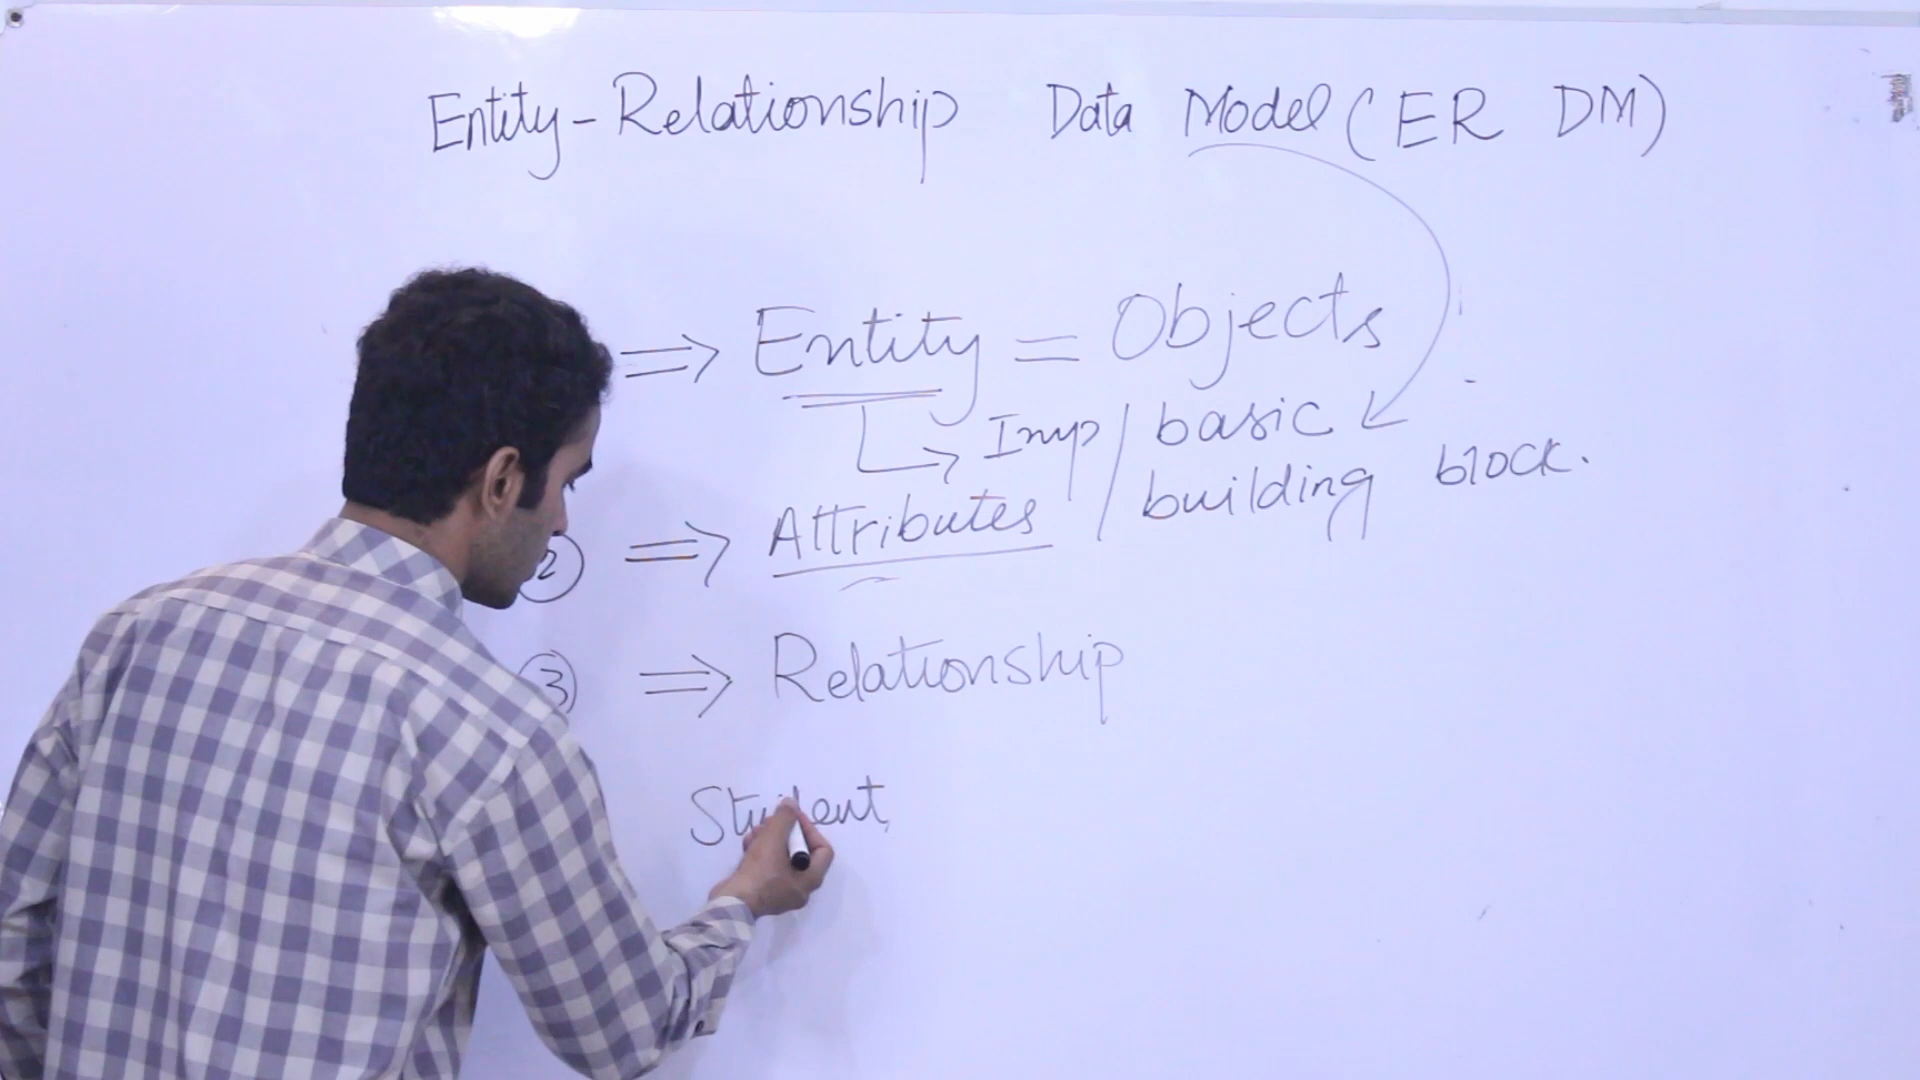 Entity-Relationship Data Model (ER DM)
⇒ Entity = Objects
Imp / basic
② ⇒ Attributes / building block.
③ ⇒ Relationship
Student